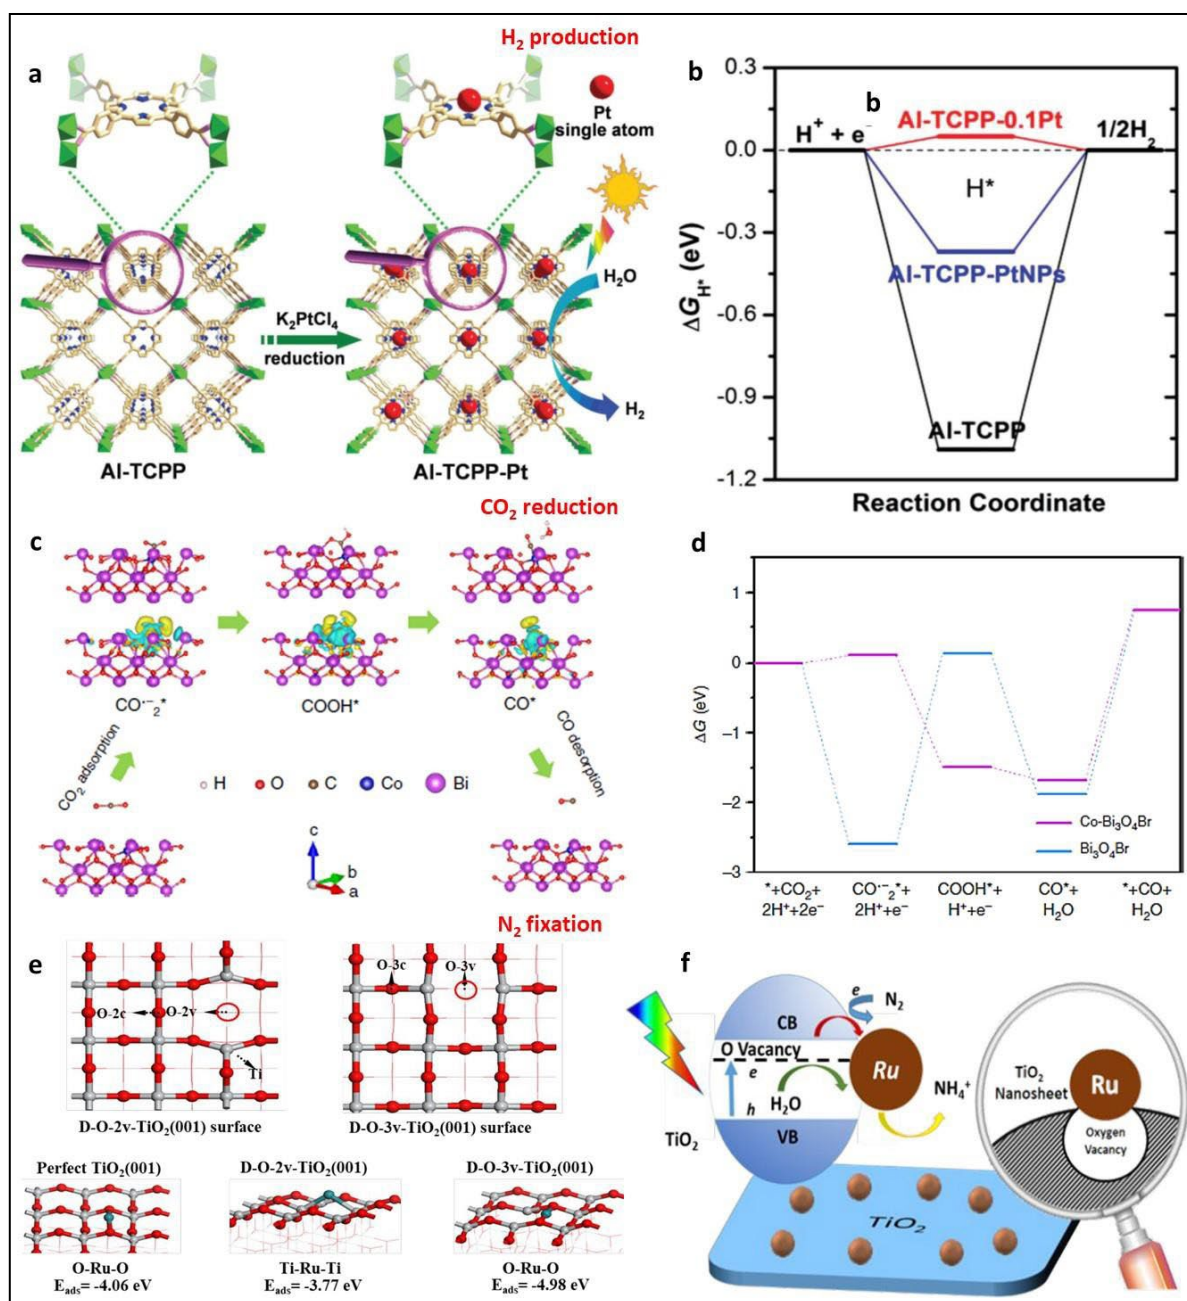 H₂ production
a
Pt
single atom
H₂O
K₂PtCl₄
reduction
H₂
Al-TCPP
Al-TCPP-Pt
b
b
0.3
0.0
-0.3
-0.6
-0.9
-1.2
ΔG_H* (eV)
H⁺ + e⁻
Al-TCPP-0.1Pt
1/2H₂
H*
Al-TCPP-PtNPs
Al-TCPP
Reaction Coordinate
CO₂ reduction
c
CO•−₂*
COOH*
CO*
CO₂ adsorption
CO desorption
H O C Co Bi
c
b
a
d
1
0
−1
−2
−3
ΔG (eV)
Co-Bi₃O₄Br
Bi₃O₄Br
*+CO₂+
2H⁺+2e⁻
CO•−₂*+
2H⁺+e⁻
COOH*+
H⁺+e⁻
CO*+
H₂O
*+CO+
H₂O
N₂ fixation
e
O-2c
O-2v
Ti
D-O-2v-TiO₂(001) surface
O-3c
O-3v
D-O-3v-TiO₂(001) surface
Perfect TiO₂(001)
D-O-2v-TiO₂(001)
D-O-3v-TiO₂(001)
O-Ru-O
E_ads= -4.06 eV
Ti-Ru-Ti
E_ads= -3.77 eV
O-Ru-O
E_ads= -4.98 eV
f
e
N₂
CB
O Vacancy
Ru
e
H₂O
h
NH₄⁺
TiO₂
VB
TiO₂
TiO₂
Nanosheet
Ru
Oxygen
Vacancy